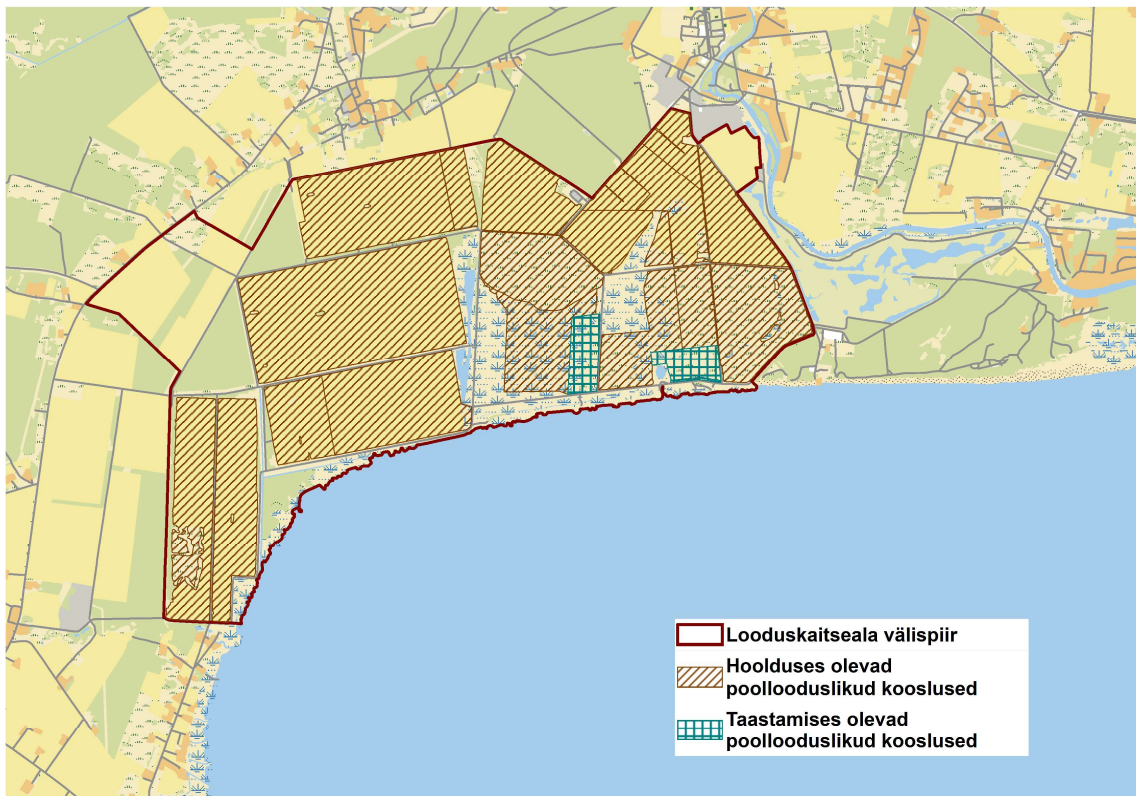 Looduskaitseala välispiir
Hoolduses olevad
poollooduslikud kooslused
Taastamises olevad
poollooduslikud kooslused